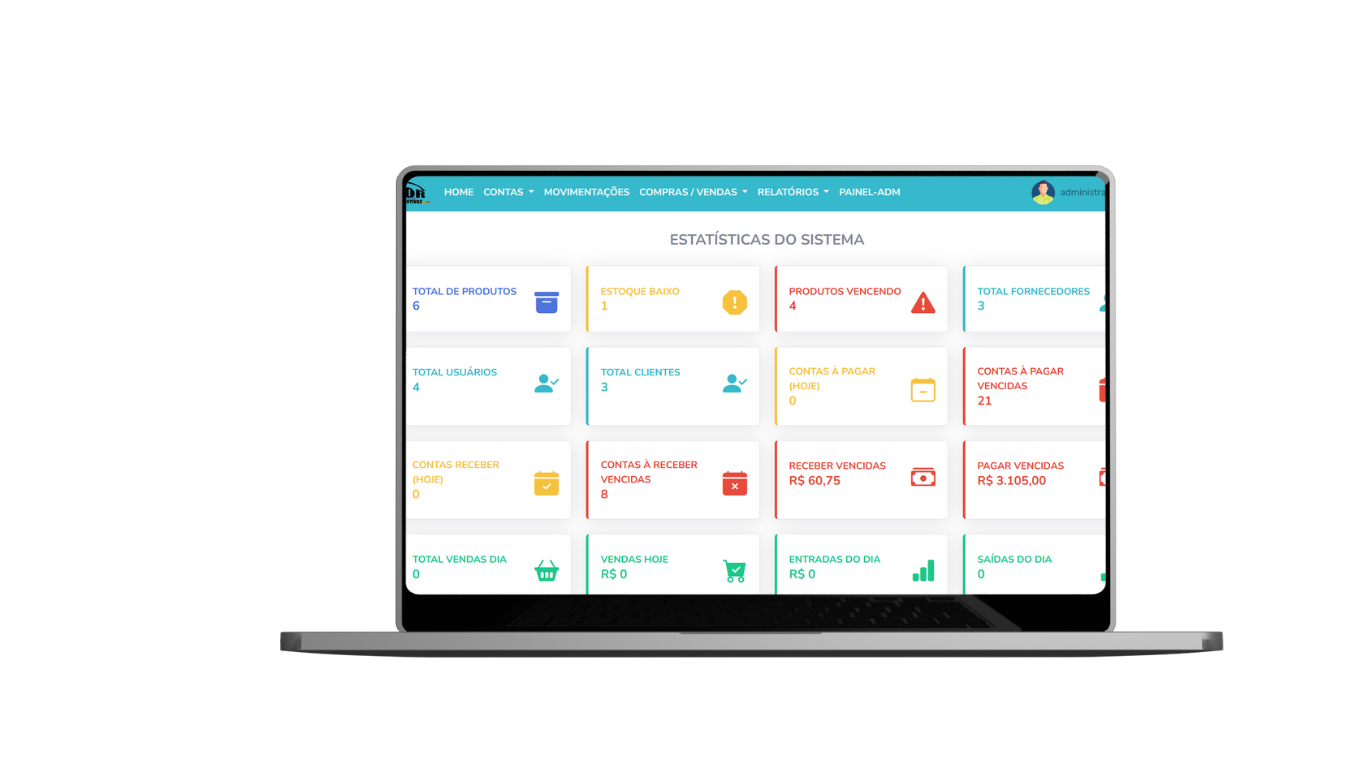 DR
HOME CONTAS MOVIMENTAÇÕES COMPRAS / VENDAS RELATÓRIOS PAINEL-ADM
ESTATÍSTICAS DO SISTEMA
TOTAL DE PRODUTOS
6
ESTOQUE BAIXO
1
PRODUTOS VENCENDO
4
TOTAL FORNECEDORES
3
TOTAL USUÁRIOS
4
TOTAL CLIENTES
3
CONTAS À PAGAR
(HOJE)
0
CONTAS À PAGAR
VENCIDAS
21
CONTAS RECEBER
(HOJE)
0
CONTAS À RECEBER
VENCIDAS
8
RECEBER VENCIDAS
R$ 60,75
PAGAR VENCIDAS
R$ 3.105,00
TOTAL VENDAS DIA
0
VENDAS HOJE
R$ 0
ENTRADAS DO DIA
R$ 0
SAÍDAS DO DIA
0